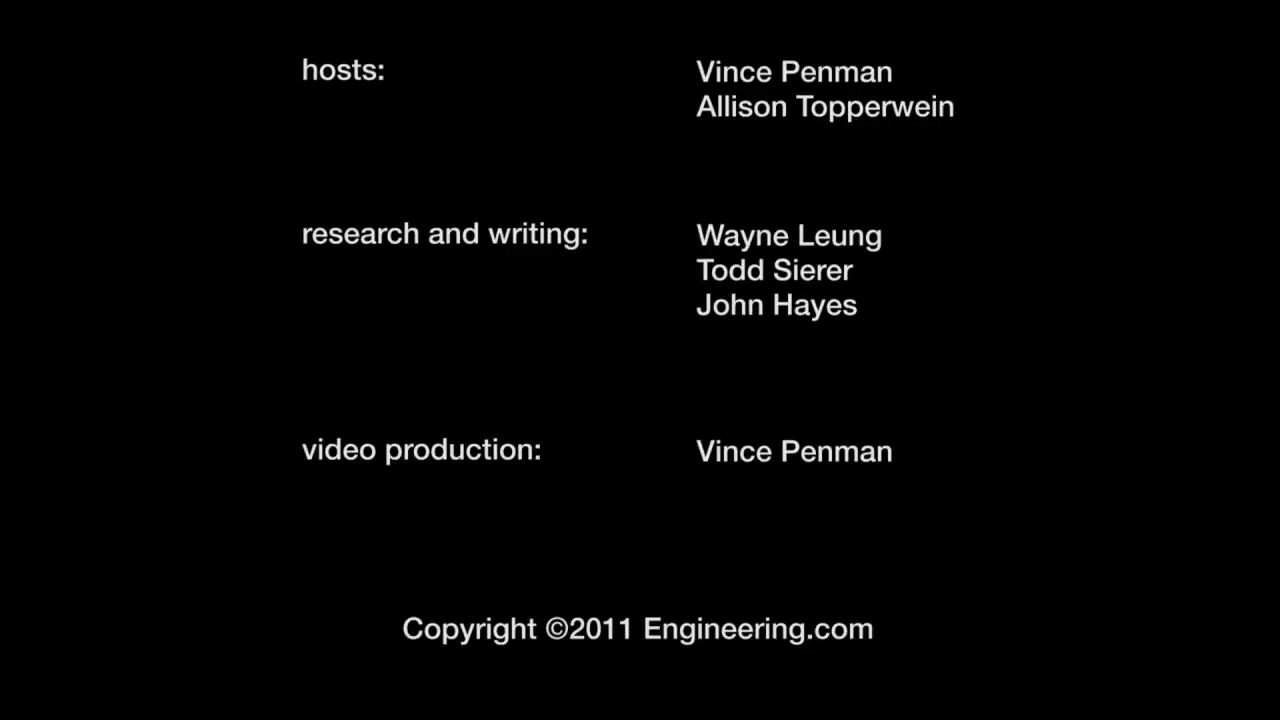 hosts: Vince Penman
Allison Topperwein
research and writing: Wayne Leung
Todd Sierer
John Hayes
video production: Vince Penman
Copyright ©2011 Engineering.com